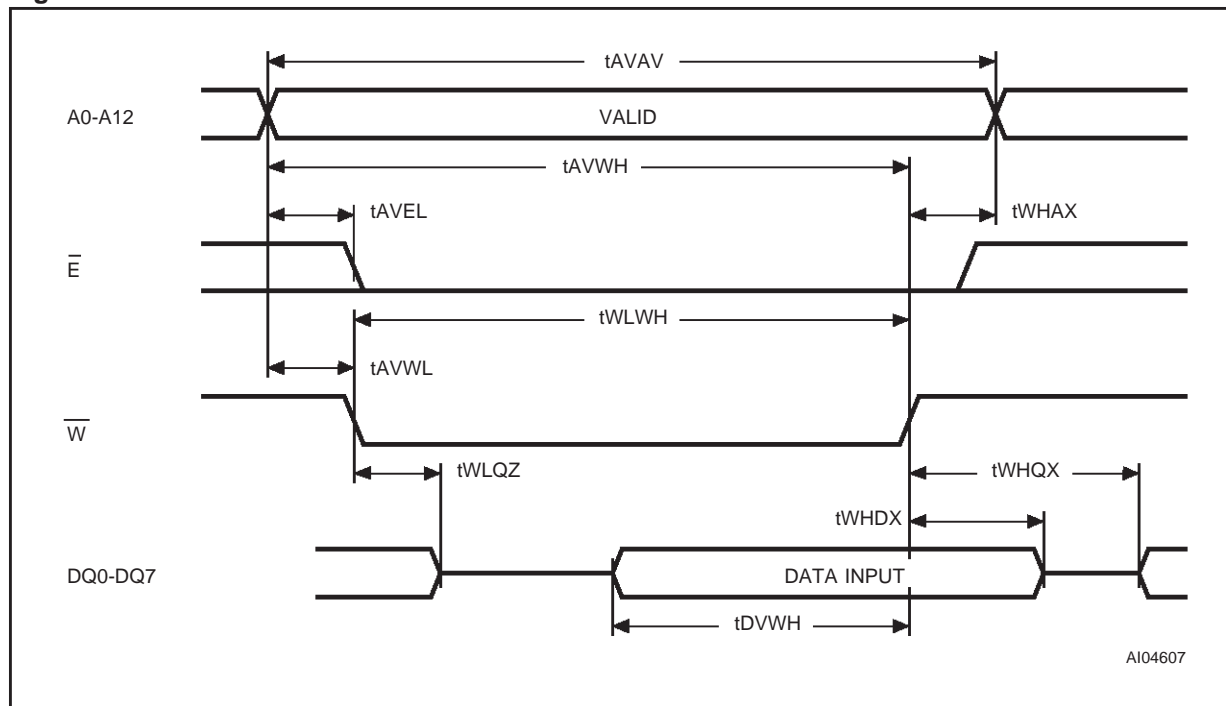 tAVAV
A0-A12
VALID
tAVWH
tAVEL
tWHAX
E
tWLWH
tAVWL
W
tWLQZ
tWHQX
tWHDX
DQ0-DQ7
DATA INPUT
tDVWH
AI04607